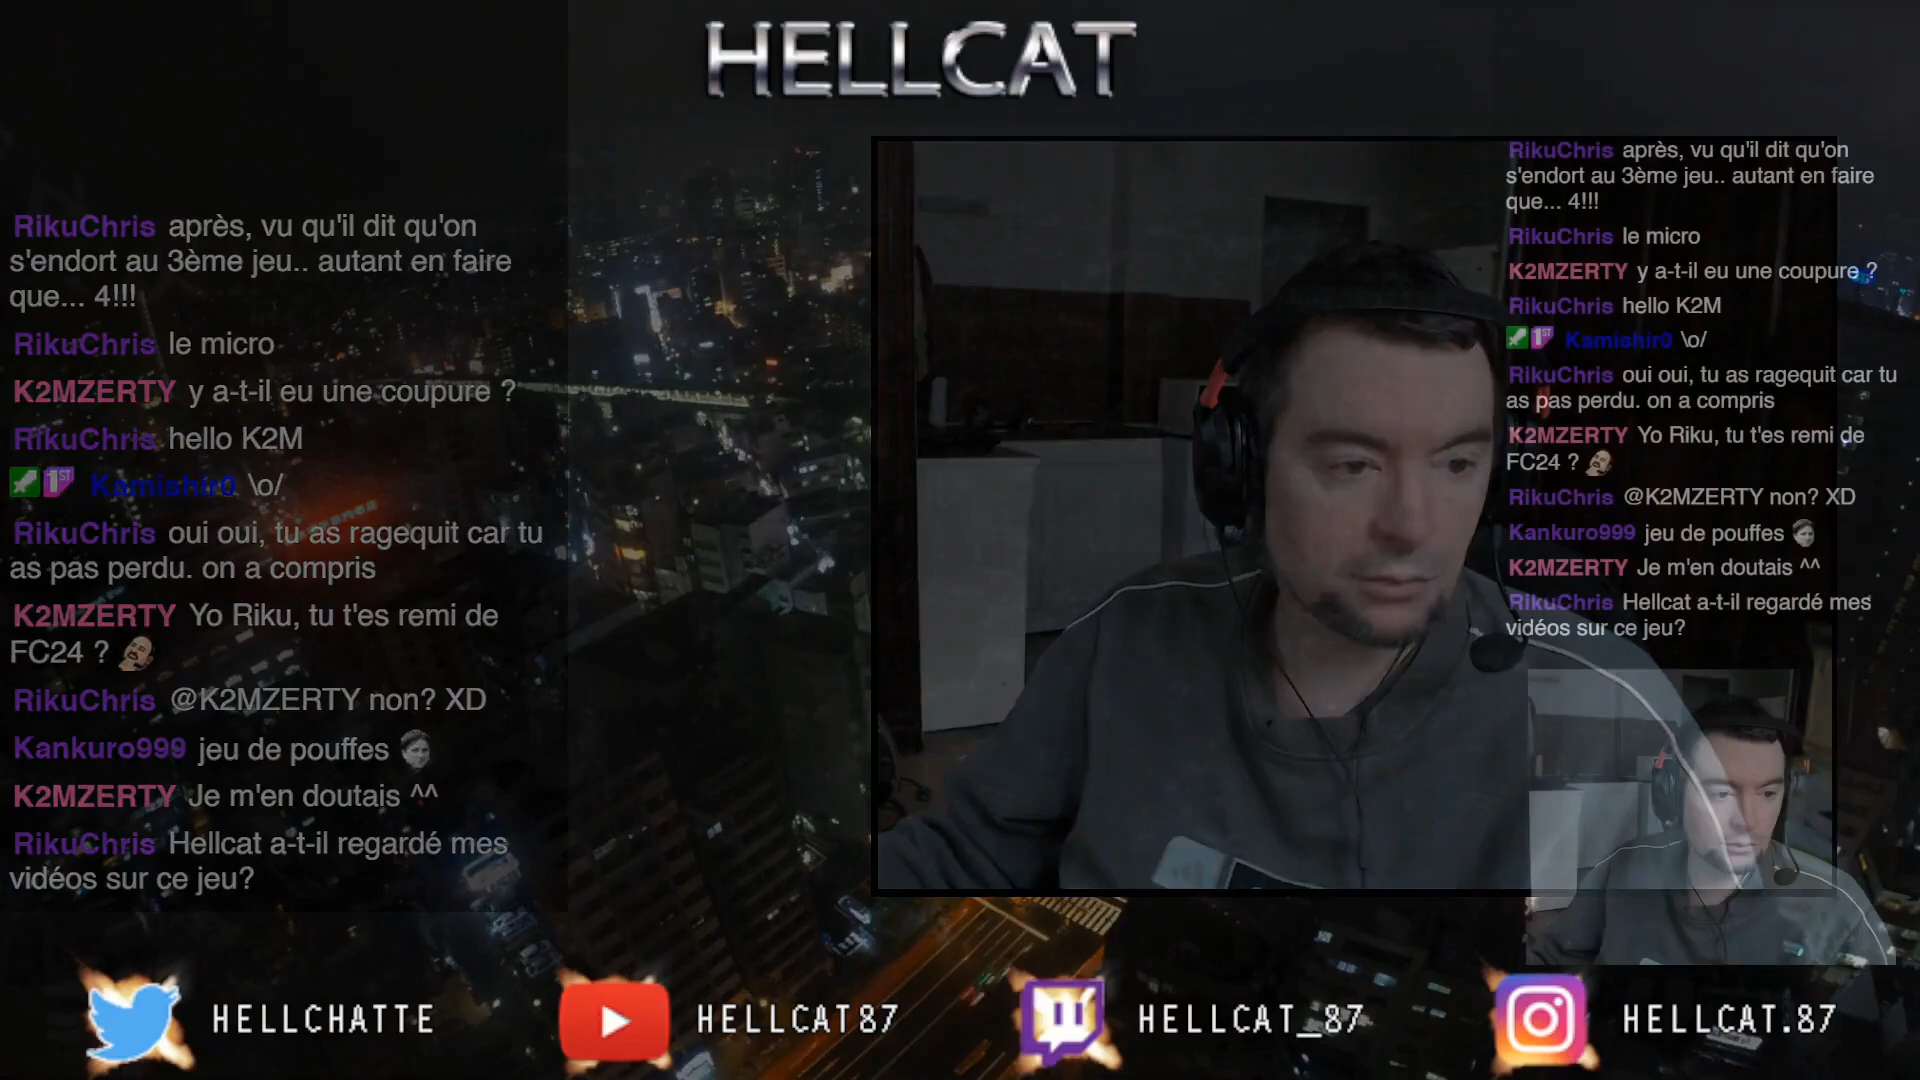 HELLCAT
RikuChris après, vu qu'il dit qu'on
s'endort au 3ème jeu.. autant en faire
que... 4!!!
RikuChris le micro
K2MZERTY y a-t-il eu une coupure ?
RikuChris hello K2M
1ST Kamishir0 \o/
RikuChris oui oui, tu as ragequit car tu
as pas perdu. on a compris
K2MZERTY Yo Riku, tu t'es remi de
FC24 ?
RikuChris @K2MZERTY non? XD
Kankuro999 jeu de pouffes
K2MZERTY Je m'en doutais ^^
RikuChris Hellcat a-t-il regardé mes
vidéos sur ce jeu?
RikuChris après, vu qu'il dit qu'on
s'endort au 3ème jeu.. autant en faire
que... 4!!!
RikuChris le micro
K2MZERTY y a-t-il eu une coupure ?
RikuChris hello K2M
1ST Kamishir0 \o/
RikuChris oui oui, tu as ragequit car tu
as pas perdu. on a compris
K2MZERTY Yo Riku, tu t'es remi de
FC24 ?
RikuChris @K2MZERTY non? XD
Kankuro999 jeu de pouffes
K2MZERTY Je m'en doutais ^^
RikuChris Hellcat a-t-il regardé mes
vidéos sur ce jeu?
HELLCHATTE
HELLCAT87
HELLCAT_87
HELLCAT.87